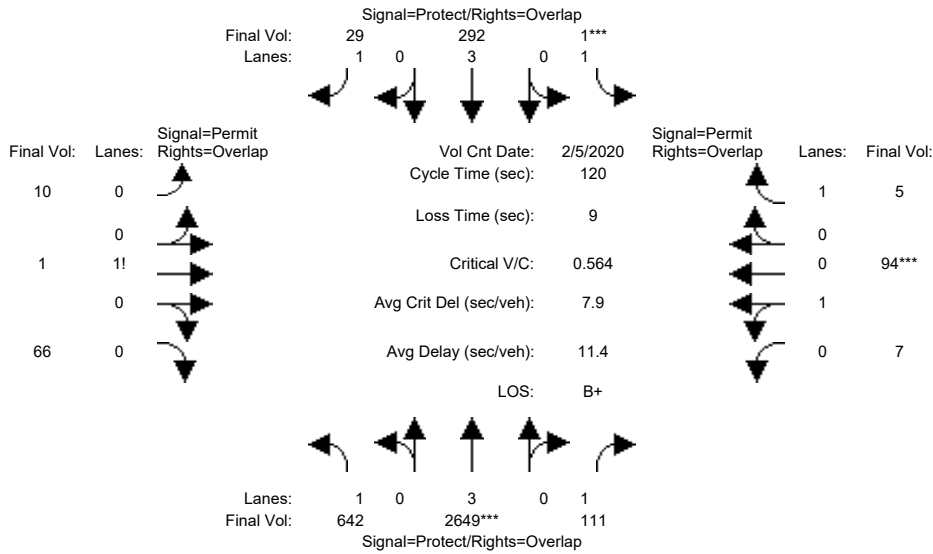 Signal=Protect/Rights=Overlap
Final Vol: 29 292 1***
Lanes: 1 0 3 0 1
Signal=Permit
Final Vol: Lanes: Rights=Overlap
Vol Cnt Date: 2/5/2020
Signal=Permit
Rights=Overlap Lanes: Final Vol:
Cycle Time (sec): 120
10 0
1 5
Loss Time (sec): 9
0
0
1 1!
Critical V/C: 0.564
0 94***
0
Avg Crit Del (sec/veh): 7.9
1
66 0
Avg Delay (sec/veh): 11.4
0 7
LOS: B+
Lanes: 1 0 3 0 1
Final Vol: 642 2649*** 111
Signal=Protect/Rights=Overlap